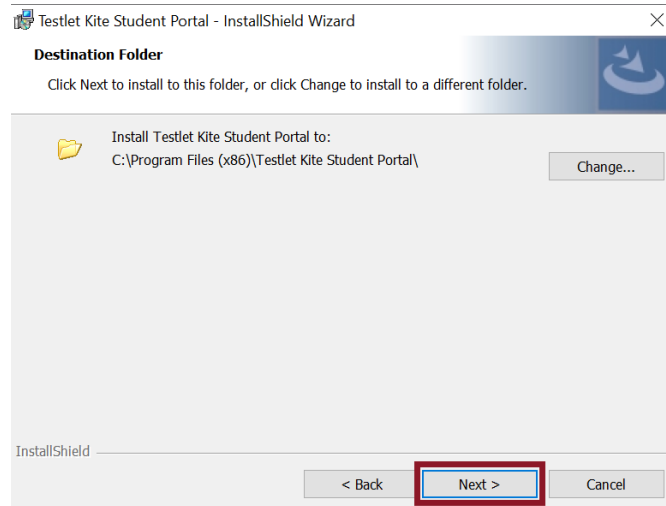 Testlet Kite Student Portal - InstallShield Wizard
Destination Folder
Click Next to install to this folder, or click Change to install to a different folder.
Install Testlet Kite Student Portal to:
C:\Program Files (x86)\Testlet Kite Student Portal\
Change...
InstallShield
< Back
Next >
Cancel